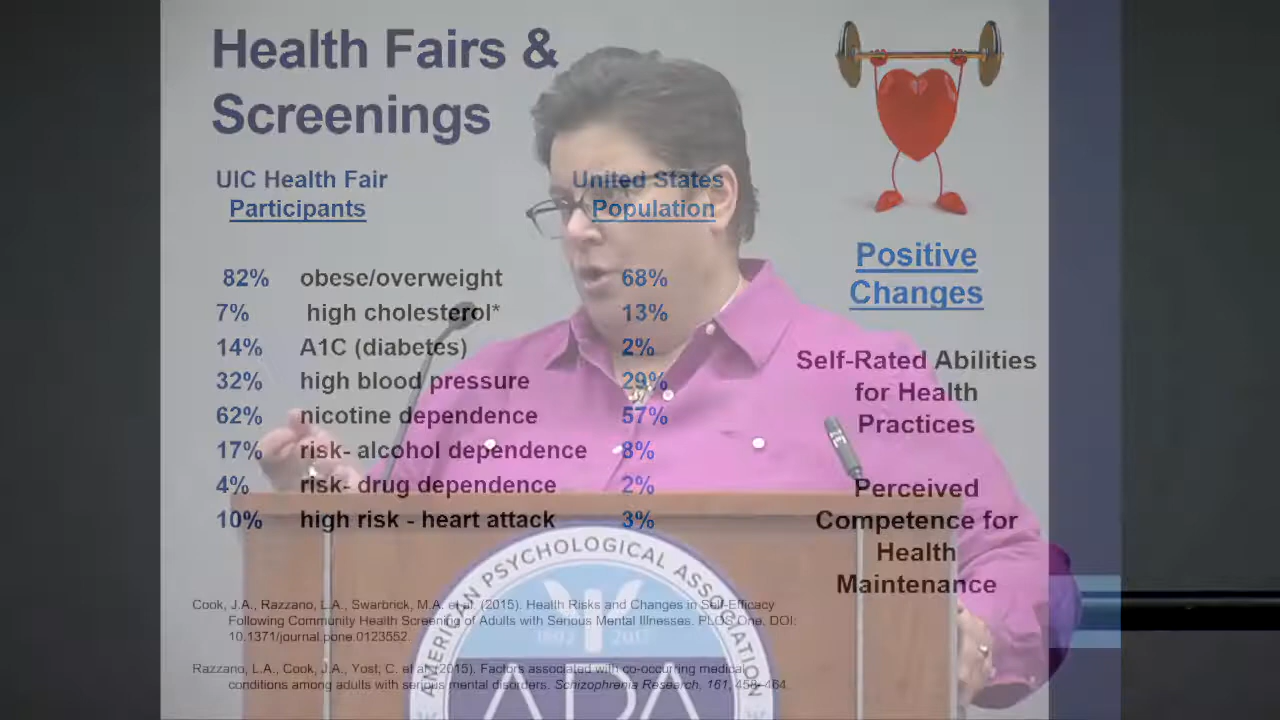 Health Fairs &
Screenings
UIC Health Fair
Participants
United States
Population
82% obese/overweight 68%
7% high cholesterol* 13%
14% A1C (diabetes) 2%
32% high blood pressure 29%
62% nicotine dependence 57%
17% risk- alcohol dependence 8%
4% risk- drug dependence 2%
10% high risk - heart attack 3%
Positive
Changes
Self-Rated Abilities
for Health
Practices
Perceived
Competence for
Health
Maintenance
Cook, J.A., Razzano, L.A., Swarbrick, M.A. et al. (2015). Health Risks and Changes in Self-Efficacy
Following Community Health Screening of Adults with Serious Mental Illnesses. PLOS One. DOI:
10.1371/journal.pone.0123552.
Razzano, L.A., Cook, J.A., Yost, C. et al. (2015). Factors associated with co-occurring medical
conditions among adults with serious mental disorders. Schizophrenia Research, 161, 458-464.
AMERICAN PSYCHOLOGICAL ASSOCIATION
1892 2017
APA